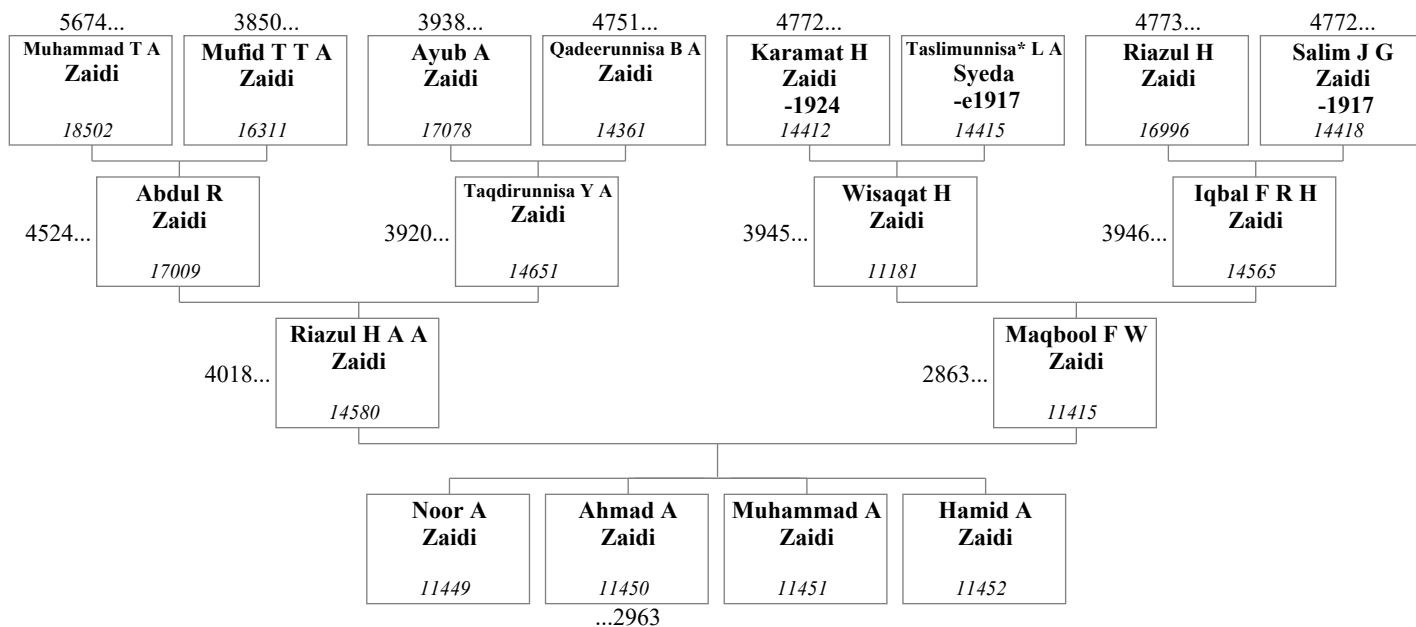 5674... 3850... 3938... 4751... 4772... 4773... 4772...
Muhammad T A
Zaidi
18502
Mufid T T A
Zaidi
16311
Ayub A
Zaidi
17078
Qadeerunnisa B A
Zaidi
14361
Karamat H
Zaidi
-1924
14412
Taslimunnisa* L A
Syeda
-e1917
14415
Riazul H
Zaidi
16996
Salim J G
Zaidi
-1917
14418
4524...
Abdul R
Zaidi
17009
3920...
Taqdirunnisa Y A
Zaidi
14651
3945...
Wisaqat H
Zaidi
11181
3946...
Iqbal F R H
Zaidi
14565
4018...
Riazul H A A
Zaidi
14580
2863...
Maqbool F W
Zaidi
11415
Noor A
Zaidi
11449
Ahmad A
Zaidi
11450
...2963
Muhammad A
Zaidi
11451
Hamid A
Zaidi
11452